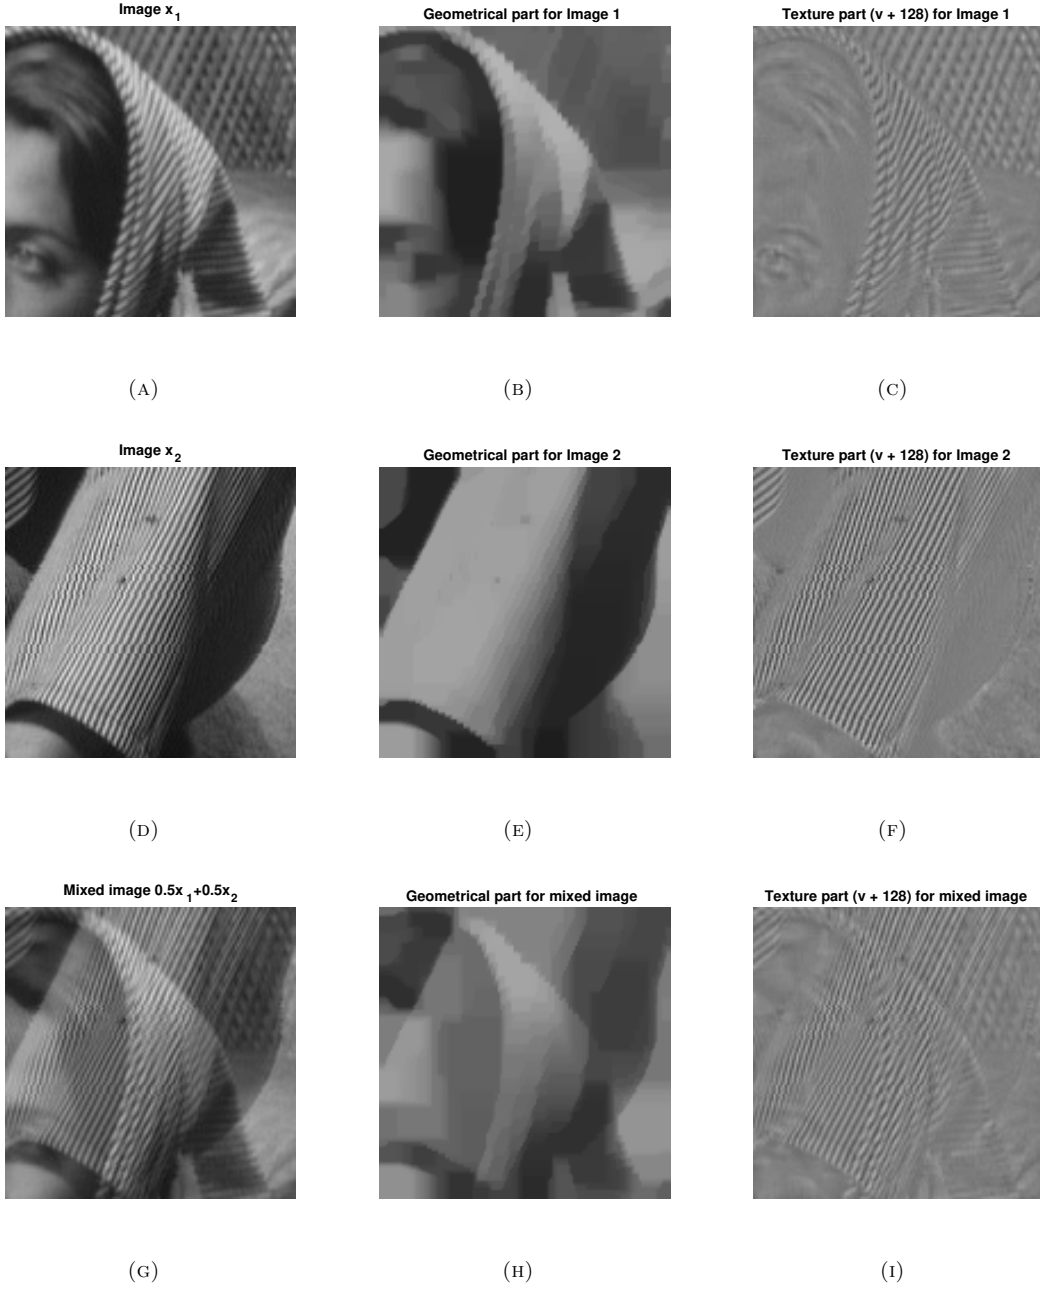 Image x1
Geometrical part for Image 1
Texture part (v + 128) for Image 1
(A)
(B)
(C)
Image x2
Geometrical part for Image 2
Texture part (v + 128) for Image 2
(D)
(E)
(F)
Mixed image 0.5x1+0.5x2
Geometrical part for mixed image
Texture part (v + 128) for mixed image
(G)
(H)
(I)